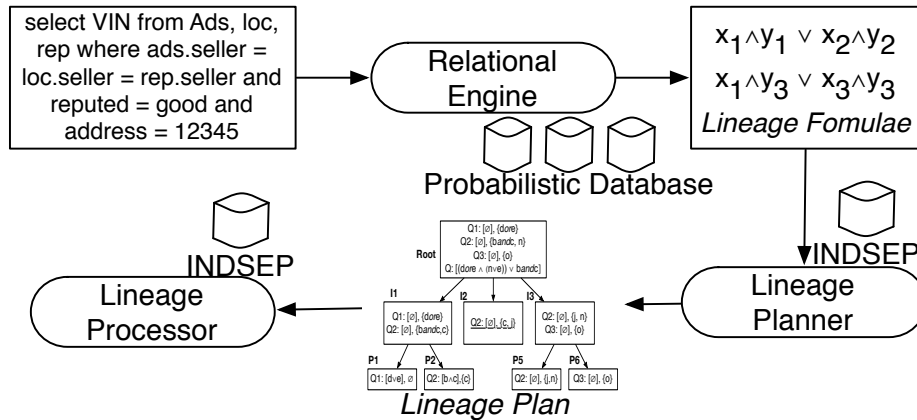 select VIN from Ads, loc,
rep where ads.seller =
loc.seller = rep.seller and
reputed = good and
address = 12345
Relational
Engine
x1∧y1 ∨ x2∧y2
x1∧y3 ∨ x3∧y3
Lineage Fomulae
Probabilistic Database
INDSEP
INDSEP
Lineage
Processor
Lineage
Planner
Root
Q1: [∅], {dore}
Q2: [∅], {bandc, n}
Q3: [∅], {o}
Q: [(dore ∧ (n∨e)) ∨ bandc]
I1
Q1: [∅], {dore}
Q2: [∅], {bandc,c}
I2
Q2: [∅], {c, j}
I3
Q2: [∅], {j, n}
Q3: [∅], {o}
P1
Q1: [d∨e], ∅
P2
Q2: [b∧c],{c}
P5
Q2: [∅], {j,n}
P6
Q3: [∅], {o}
Lineage Plan